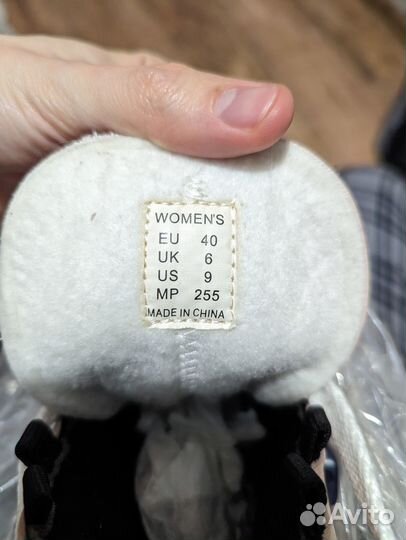 WOMEN'S
EU 40
UK 6
US 9
MP 255
MADE IN CHINA
Avito